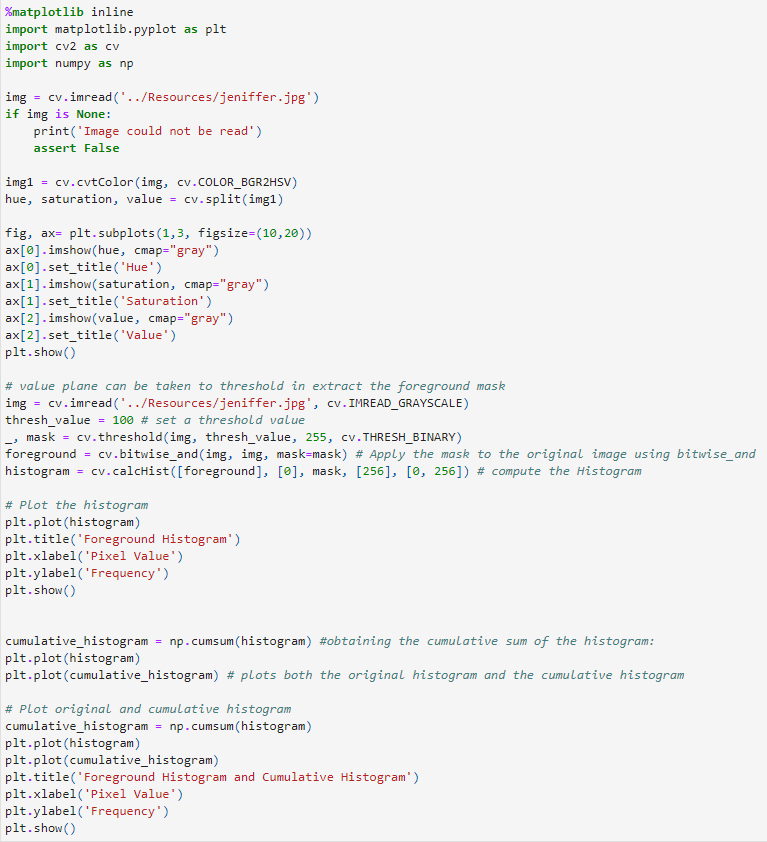 %matplotlib inline
import matplotlib.pyplot as plt
import cv2 as cv
import numpy as np

img = cv.imread('../Resources/jeniffer.jpg')
if img is None:
    print('Image could not be read')
    assert False

img1 = cv.cvtColor(img, cv.COLOR_BGR2HSV)
hue, saturation, value = cv.split(img1)

fig, ax= plt.subplots(1,3, figsize=(10,20))
ax[0].imshow(hue, cmap="gray")
ax[0].set_title('Hue')
ax[1].imshow(saturation, cmap="gray")
ax[1].set_title('Saturation')
ax[2].imshow(value, cmap="gray")
ax[2].set_title('Value')
plt.show()

# value plane can be taken to threshold in extract the foreground mask
img = cv.imread('../Resources/jeniffer.jpg', cv.IMREAD_GRAYSCALE)
thresh_value = 100 # set a threshold value
_, mask = cv.threshold(img, thresh_value, 255, cv.THRESH_BINARY)
foreground = cv.bitwise_and(img, img, mask=mask) # Apply the mask to the original image using bitwise_and
histogram = cv.calcHist([foreground], [0], mask, [256], [0, 256]) # compute the Histogram

# Plot the histogram
plt.plot(histogram)
plt.title('Foreground Histogram')
plt.xlabel('Pixel Value')
plt.ylabel('Frequency')
plt.show()


cumulative_histogram = np.cumsum(histogram) #obtaining the cumulative sum of the histogram:
plt.plot(histogram)
plt.plot(cumulative_histogram) # plots both the original histogram and the cumulative histogram

# Plot original and cumulative histogram
cumulative_histogram = np.cumsum(histogram)
plt.plot(histogram)
plt.plot(cumulative_histogram)
plt.title('Foreground Histogram and Cumulative Histogram')
plt.xlabel('Pixel Value')
plt.ylabel('Frequency')
plt.show()